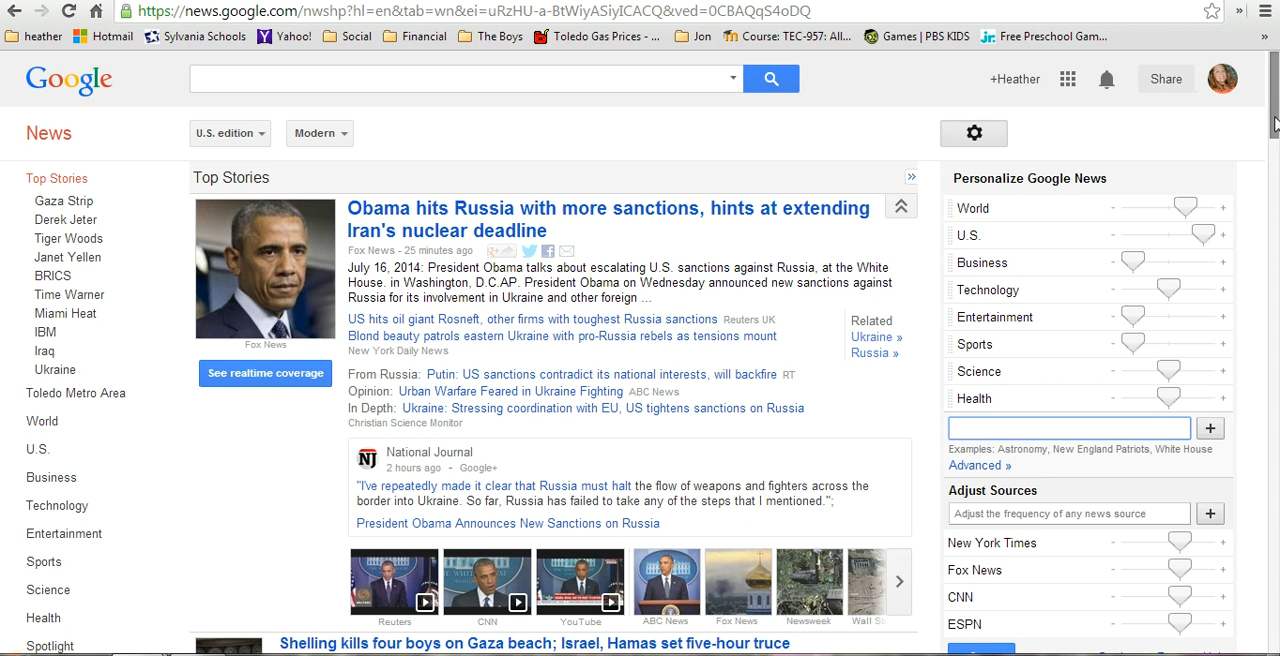 https://news.google.com/nwshp?hl=en&tab=wn&ei=uRzHU-a-BtWiyASiyICACQ&ved=0CBAQqS4oDQ
heather Hotmail Sylvania Schools Yahoo! Social Financial The Boys Toledo Gas Prices - ... Jon Course: TEC-957: All... Games | PBS KIDS Free Preschool Gam...
Google
+Heather
Share
News
U.S. edition
Modern
Top Stories
Gaza Strip
Derek Jeter
Tiger Woods
Janet Yellen
BRICS
Time Warner
Miami Heat
IBM
Iraq
Ukraine
Toledo Metro Area
World
U.S.
Business
Technology
Entertainment
Sports
Science
Health
Spotlight
Top Stories
Obama hits Russia with more sanctions, hints at extending
Iran's nuclear deadline
Fox News - 25 minutes ago
July 16, 2014: President Obama talks about escalating U.S. sanctions against Russia, at the White
House. in Washington, D.C.AP. President Obama on Wednesday announced new sanctions against
Russia for its involvement in Ukraine and other foreign ...
Fox News
See realtime coverage
US hits oil giant Rosneft, other firms with toughest Russia sanctions Reuters UK
Blond beauty patrols eastern Ukraine with pro-Russia rebels as tensions mount
New York Daily News
Related
Ukraine »
Russia »
From Russia: Putin: US sanctions contradict its national interests, will backfire RT
Opinion: Urban Warfare Feared in Ukraine Fighting ABC News
In Depth: Ukraine: Stressing coordination with EU, US tightens sanctions on Russia
Christian Science Monitor
NJ
National Journal
2 hours ago - Google+
"I've repeatedly made it clear that Russia must halt the flow of weapons and fighters across the
border into Ukraine. So far, Russia has failed to take any of the steps that I mentioned.";
President Obama Announces New Sanctions on Russia
Reuters CNN YouTube ABC News Fox News Newsweek Wall S
Shelling kills four boys on Gaza beach; Israel, Hamas set five-hour truce
Personalize Google News
World - +
U.S. - +
Business - +
Technology - +
Entertainment - +
Sports - +
Science - +
Health - +
+
Examples: Astronomy, New England Patriots, White House
Advanced »
Adjust Sources
Adjust the frequency of any news source +
New York Times - +
Fox News - +
CNN - +
ESPN - +